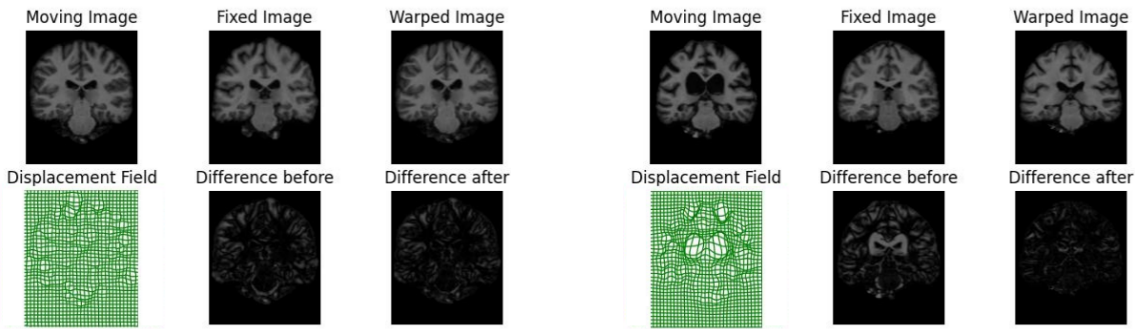 Moving Image Fixed Image Warped Image Moving Image Fixed Image Warped Image
Displacement Field Difference before Difference after Displacement Field Difference before Difference after